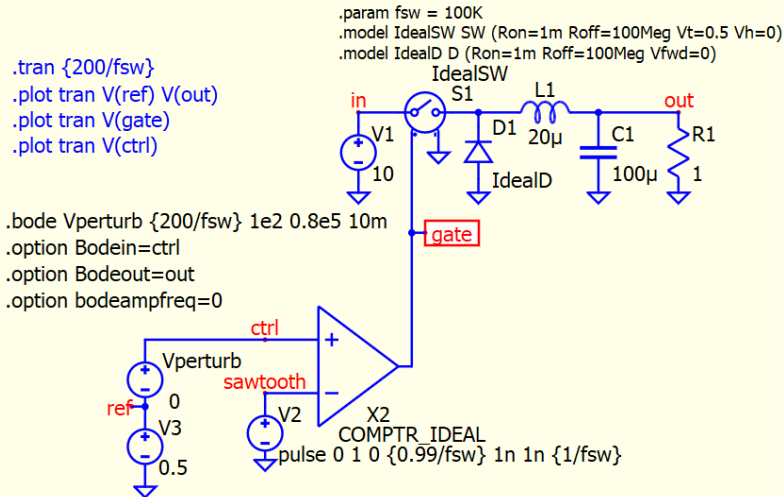 .param fsw = 100K
.model IdealSW SW (Ron=1m Roff=100Meg Vt=0.5 Vh=0)
.model IdealD D (Ron=1m Roff=100Meg Vfwd=0)
.tran {200/fsw}
.plot tran V(ref) V(out)
.plot tran V(gate)
.plot tran V(ctrl)
IdealSW
in
S1
L1
out
V1
D1
20µ
C1
R1
10
IdealD
100µ
1
.bode Vperturb {200/fsw} 1e2 0.8e5 10m
.option Bodein=ctrl
.option Bodeout=out
.option bodeampfreq=0
gate
ctrl
Vperturb
0
sawtooth
ref
V3
0.5
V2
X2
COMPTR_IDEAL
pulse 0 1 0 {0.99/fsw} 1n 1n {1/fsw}